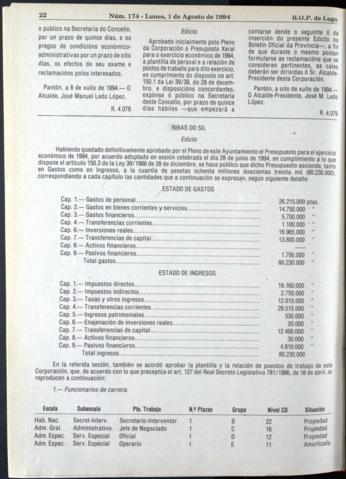 22
Núm. 174 - Lunes, 1 de Agosto de 1994
B.O.P. de Lugo
o público na Secretaría do Concello,
por un prazo de quince días, e os
pregos de condicións económico-
administrativas por un prazo de oito
días, os efectos do seu exame e
reclamacións polos interesados.
Pantón, a 8 de xullo de 1994.— O
Alcalde, José Manuel Ledo López.
R. 4.078
Edicto
Aprobado inicialmente polo Pleno
da Corporación o Presuposto Xeral
para o exercicio económico de 1994,
a plantilla de persoal e a relación de
postos de traballo para dito exercicio,
en cumprimento do disposto no art.
150.1 da Lei 39/38, do 28 de decem-
bro, e disposicións concordantes,
expónse ó público na Secretaría
deste Concello, por prazo de quince
días hábiles —que empezará a
contarse dende o seguinte ó da
inserción do presente Edicto no
Boletín Oficial da Provincia—, a fin
de que durante o mesmo poidan
formularse as reclamacións que se
consideren pertinentes, as cales
deberán ser dirixidas ó Sr. Alcalde-
Presidente desta Corporación.
Pantón, a oito de xullo de 1994.—
O Alcalde-Presidente, José M. Ledo
López.
R. 4.079
RIBAS DO SIL
Edicto
Habiendo quedado definitivamente aprobado por el Pleno de este Ayuntamiento el Presupuesto para el ejercicio
económico de 1994, por acuerdo adoptado en sesión celebrada el día 28 de junio de 1994, en cumplimiento a lo que
dispone el artículo 150.3 de la Ley 39/1988 de 28 de diciembre, se hace público que dicho Presupuesto asciende, tanto
en Gastos como en Ingresos, a la cuantía de pesetas ochenta millones doscientas treinta mil (80.230.000),
correspondiendo a cada capítulo las cantidades que a continuación se expresan, según siguiente detalle:
ESTADO DE GASTOS
Cap. 1.— Gastos de personal 26.215.000 ptas.
Cap. 2.— Gastos en bienes corrientes y servicios 14.750.000 "
Cap. 3.— Gastos financieros 5.700.000 "
Cap. 4.— Transferencias corrientes 1.100.000 "
Cap. 6.— Inversiones reales 16.965.000 "
Cap. 7.— Transferencias de capital 13.800.000 "
Cap. 8.— Activos financieros
Cap. 9.— Pasivos financieros 1.700.000 "
Total gastos 80.230.000 "
ESTADO DE INGRESOS
Cap. 1.— Impuestos directos 18.160.000 "
Cap. 2.— Impuestos indirectos 2.750.000 "
Cap. 3.— Tasas y otros ingresos 12.015.000 "
Cap. 4.— Transferencias corrientes 29.515.000 "
Cap. 5.— Ingresos patrimoniales 530.000 "
Cap. 6.— Enajenación de inversiones reales 20.000 "
Cap. 7.— Transferencias de capital 12.400.000 "
Cap. 8.— Activos financieros 30.000 "
Cap. 9.— Pasivos financieros 4.810.000 "
Total ingresos 80.230.000
En la referida sesión, también se acordó aprobar la plantilla y la relación de puestos de trabajo de esta
Corporación, que, de acuerdo con lo que preceptúa el art. 127 del Real Decreto Legislativo 781/1986, de 18 de abril, se
reproducen a continuación:
1.— Funcionarios de carrera:
Escala Subescala Pto. Trabajo N.º Plazas Grupo Nivel CD Situación
Hab. Nac. Secret-Interv. Secretario-Interventor 1 B 22 Propiedad
Adm. Gral. Administrativo Jefe de Negociado 1 C 16 Propiedad
Adm. Espec. Serv. Especial Oficial 1 D 12 Propiedad
Adm. Espec. Serv. Especial Operario 1 E 11 Amortizada